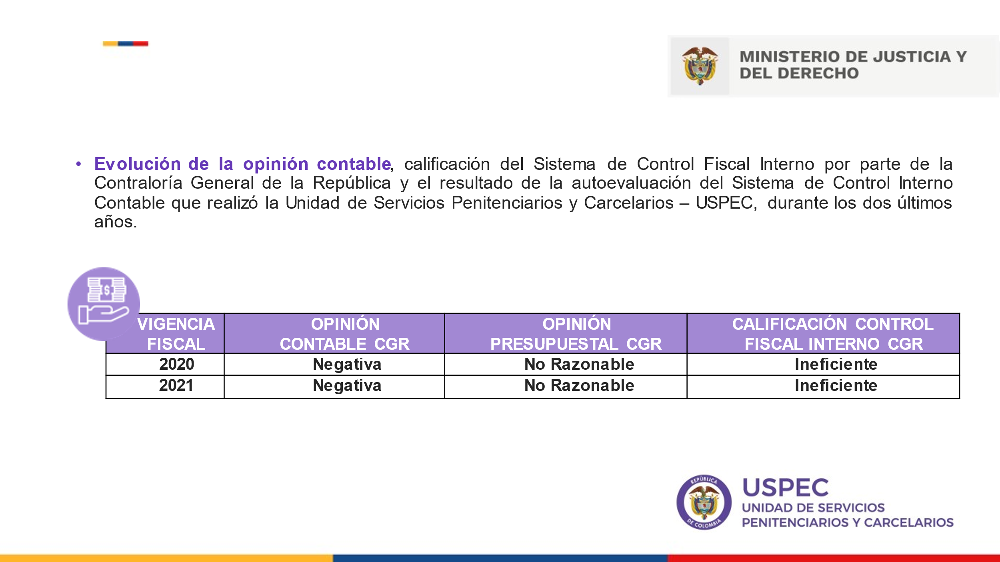 MINISTERIO DE JUSTICIA Y
DEL DERECHO
• Evolución de la opinión contable, calificación del Sistema de Control Fiscal Interno por parte de la
Contraloría General de la República y el resultado de la autoevaluación del Sistema de Control Interno
Contable que realizó la Unidad de Servicios Penitenciarios y Carcelarios – USPEC, durante los dos últimos
años.
$
VIGENCIA FISCAL | OPINIÓN CONTABLE CGR | OPINIÓN PRESUPUESTAL CGR | CALIFICACIÓN CONTROL FISCAL INTERNO CGR
2020 | Negativa | No Razonable | Ineficiente
2021 | Negativa | No Razonable | Ineficiente
REPÚBLICA
DE COLOMBIA
USPEC
UNIDAD DE SERVICIOS
PENITENCIARIOS Y CARCELARIOS